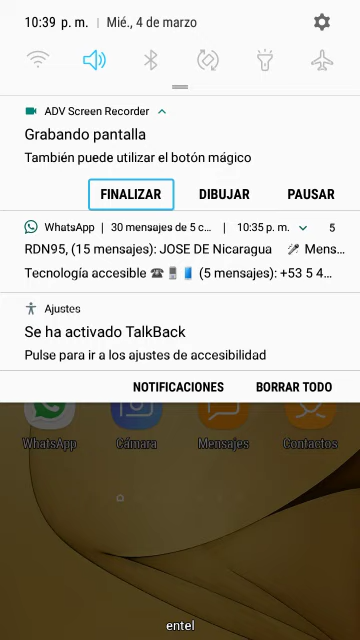 10:39 p. m. | Mié., 4 de marzo
ADV Screen Recorder
Grabando pantalla
También puede utilizar el botón mágico
FINALIZAR DIBUJAR PAUSAR
WhatsApp | 30 mensajes de 5 c... | 10:35 p. m. 5
RDN95, (15 mensajes): JOSE DE Nicaragua 🎤 Mens...
Tecnología accesible ☎📱📱 (5 mensajes): +53 5 4...
Ajustes
Se ha activado TalkBack
Pulse para ir a los ajustes de accesibilidad
NOTIFICACIONES BORRAR TODO
WhatsApp Cámara Mensajes Contactos
entel